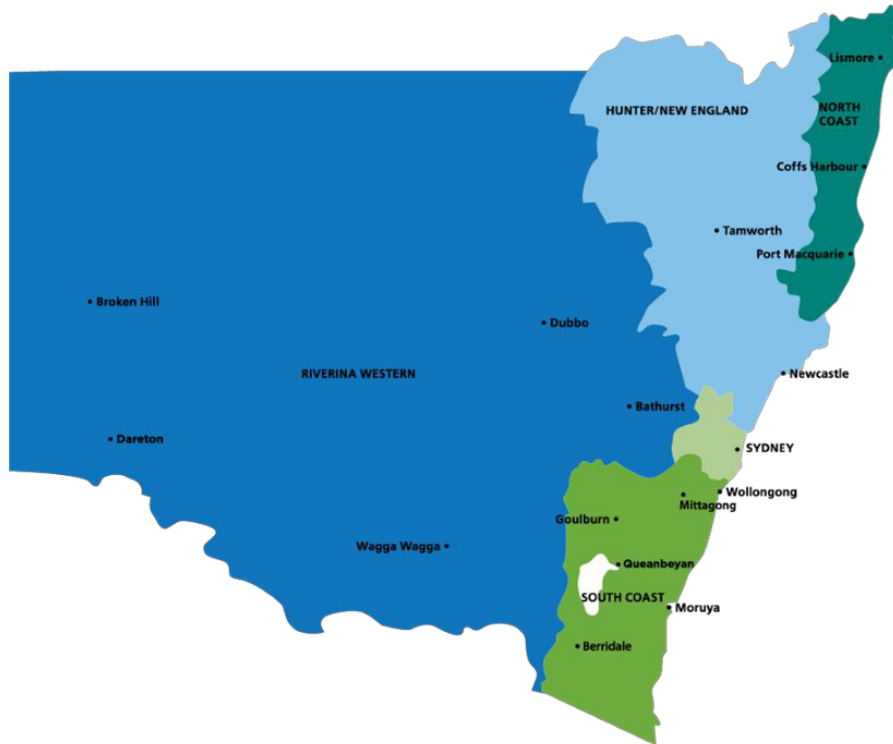 Lismore
HUNTER/NEW ENGLAND
NORTH
COAST
Coffs Harbour
Tamworth
Port Macquarie
Broken Hill
Dubbo
RIVERINA WESTERN
Newcastle
Bathurst
Dareton
SYDNEY
Wollongong
Mittagong
Goulburn
Wagga Wagga
Queanbeyan
SOUTH COAST
Moruya
Berridale